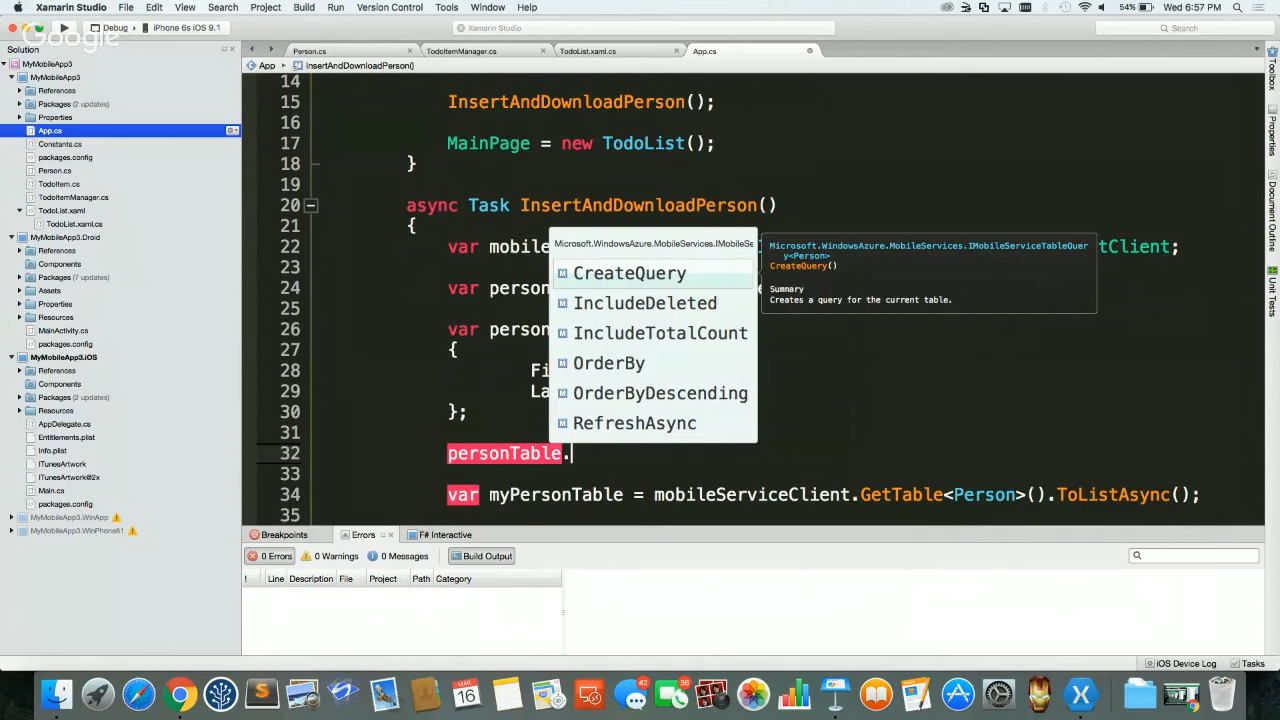 Xamarin Studio File Edit View Search Project Build Run Version Control Tools Window Help 54% Wed 6:57 PM
Google
Debug › iPhone 6s iOS 9.1 Xamarin Studio Search
Solution
Person.cs TodoItemManager.cs TodoList.xaml.cs App.cs
App InsertAndDownloadPerson()
MyMobileApp3
MyMobileApp3
References
Packages (2 updates)
Properties
App.cs
Constants.cs
packages.config
Person.cs
TodoItem.cs
TodoItemManager.cs
TodoList.xaml
TodoList.xaml.cs
MyMobileApp3.Droid
References
Components
Packages (7 updates)
Assets
Properties
Resources
MainActivity.cs
packages.config
MyMobileApp3.iOS
References
Components
Packages (2 updates)
Resources
AppDelegate.cs
Entitlements.plist
Info.plist
iTunesArtwork
iTunesArtwork@2x
Main.cs
packages.config
MyMobileApp3.WinApp
MyMobileApp3.WinPhone81
14
15 InsertAndDownloadPerson();
16
17 MainPage = new TodoList();
18 }
19
20 async Task InsertAndDownloadPerson()
21 {
22 var mobile tClient;
23
24 var person
25
26 var person
27 {
28 Fi
29 La
30 };
31
32 personTable.
33
34 var myPersonTable = mobileServiceClient.GetTable<Person>().ToListAsync();
35
Microsoft.WindowsAzure.MobileServices.IMobileSe
CreateQuery
IncludeDeleted
IncludeTotalCount
OrderBy
OrderByDescending
RefreshAsync
Microsoft.WindowsAzure.MobileServices.IMobileServiceTableQuer
y<Person>
CreateQuery()
Summary
Creates a query for the current table.
Toolbox
Properties
Document Outline
Unit Tests
Breakpoints Errors F# Interactive
0 Errors 0 Warnings 0 Messages Build Output
! Line Description File Project Path Category
iOS Device Log Tasks
MAR
16
42
36